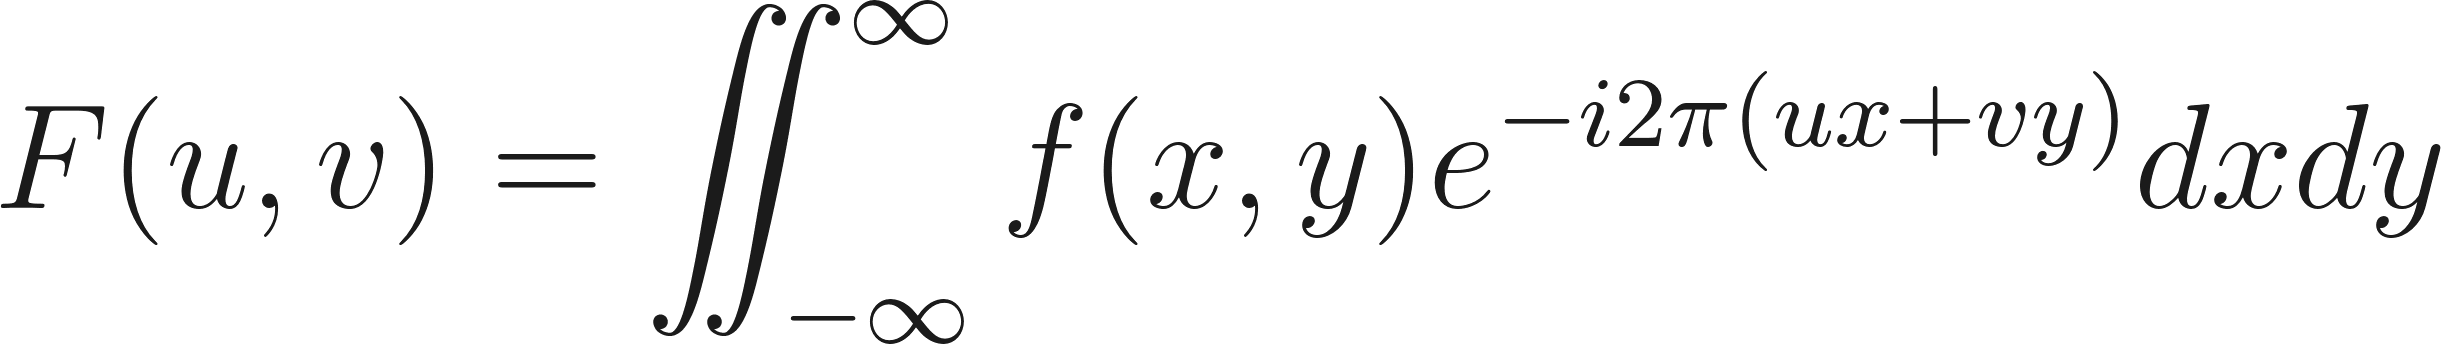 F(u, v) = ∬_{-∞}^{∞} f(x, y)e^{-i2π(ux+vy)}dxdy